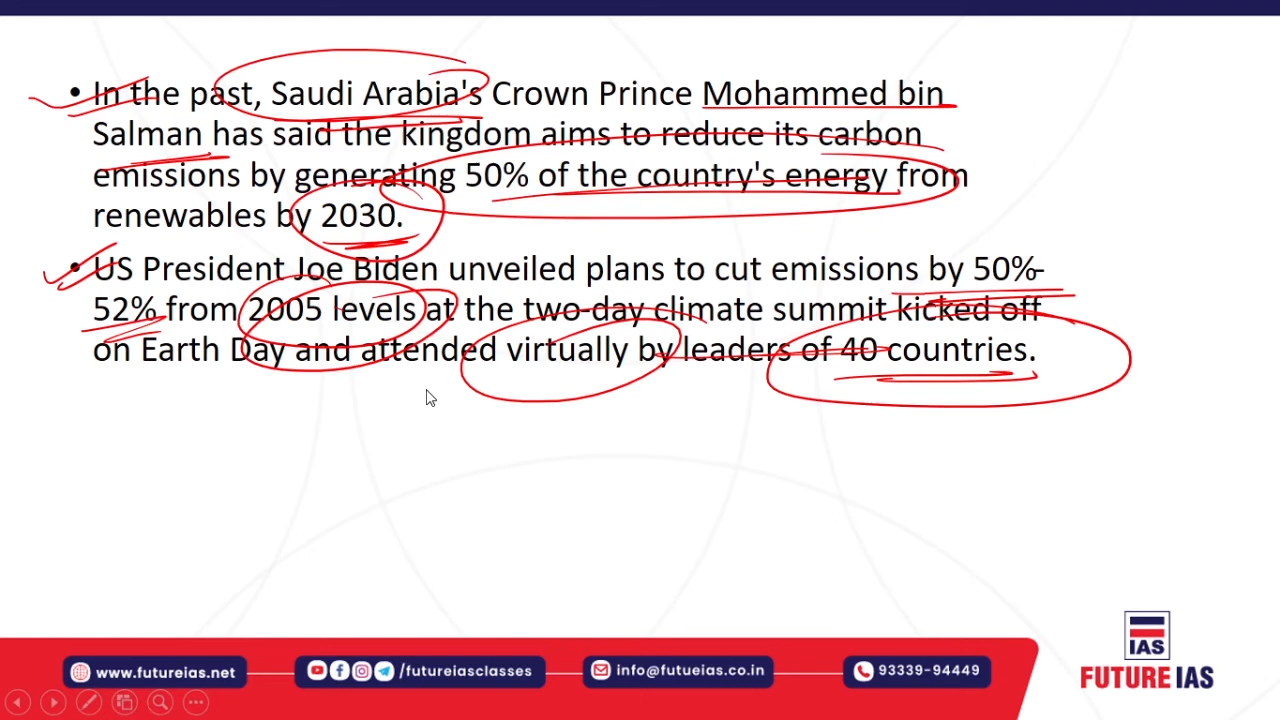 • In the past, Saudi Arabia's Crown Prince Mohammed bin
Salman has said the kingdom aims to reduce its carbon
emissions by generating 50% of the country's energy from
renewables by 2030.
• US President Joe Biden unveiled plans to cut emissions by 50%-
52% from 2005 levels at the two-day climate summit kicked off
on Earth Day and attended virtually by leaders of 40 countries.
IAS
FUTURE IAS
www.futureias.net
/futureiasclasses
info@futueias.co.in
93339-94449